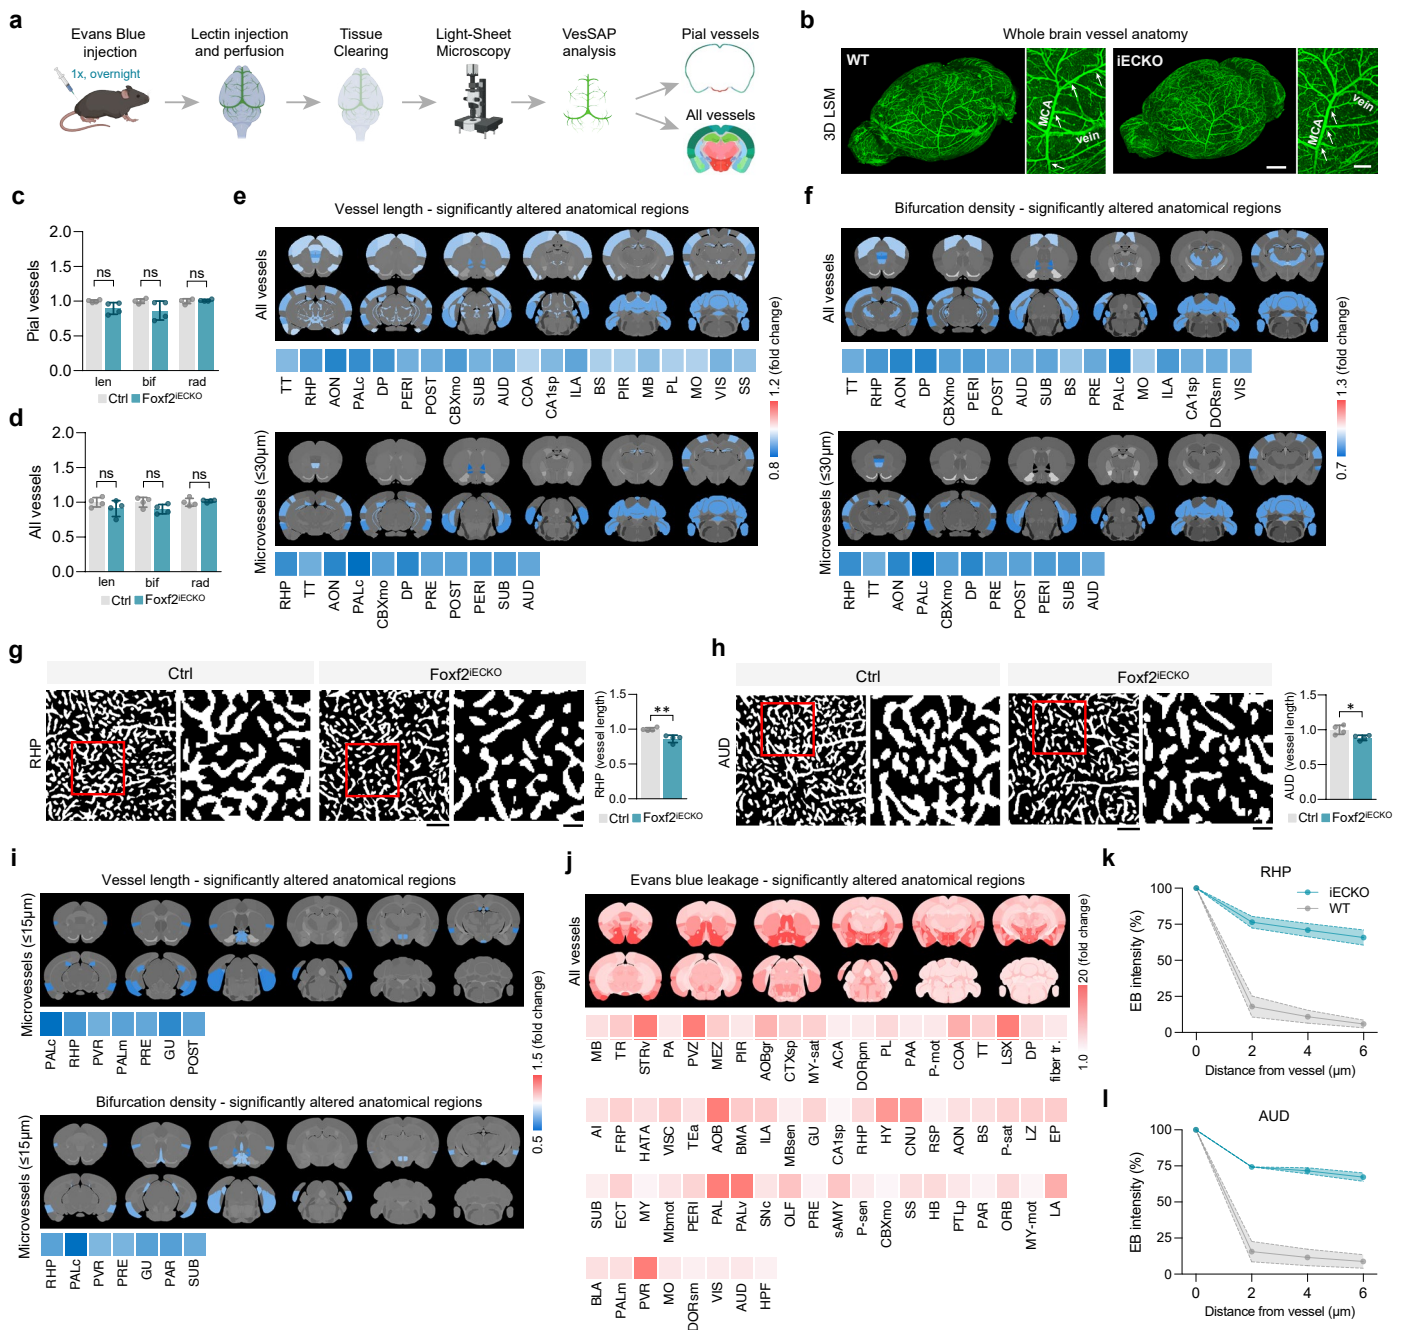 a
Evans Blue
injection
1x, overnight
Lectin injection
and perfusion
Tissue
Clearing
Light-Sheet
Microscopy
VesSAP
analysis
Pial vessels
All vessels
b
Whole brain vessel anatomy
3D LSM
WT
MCA
vein
iECKO
MCA
vein
c
Pial vessels
2.0
1.5
1.0
0.5
0.0
ns
ns
ns
len
bif
rad
Ctrl
Foxf2iECKO
d
All vessels
2.0
1.5
1.0
0.5
0.0
ns
ns
ns
len
bif
rad
Ctrl
Foxf2iECKO
e
Vessel length - significantly altered anatomical regions
All vessels
TT RHP AON PALc DP PERI POST CBXmo SUB AUD COA CA1sp ILA BS PIR MB PL MO VIS SS
Microvessels (≤30µm)
RHP TT AON PALc CBXmo DP PRE POST PERI SUB AUD
0.8
1.2 (fold change)
f
Bifurcation density - significantly altered anatomical regions
All vessels
TT RHP AON DP CBXmo PERI POST AUD SUB BS PRE PALc MO ILA CA1sp DORsm VIS
Microvessels (≤30µm)
RHP TT AON PALc CBXmo DP PRE POST PERI SUB AUD
0.7
1.3 (fold change)
g
Ctrl
Foxf2iECKO
RHP
RHP (vessel length)
1.5
1.0
0.5
0.0
**
Ctrl
Foxf2iECKO
h
Ctrl
Foxf2iECKO
AUD
AUD (vessel length)
1.5
1.0
0.5
0.0
*
Ctrl
Foxf2iECKO
i
Vessel length - significantly altered anatomical regions
Microvessels (≤15µm)
PALc RHP PVR PALm PRE GU POST
Bifurcation density - significantly altered anatomical regions
Microvessels (≤15µm)
RHP PALc PVR PRE GU PAR SUB
0.5
1.5 (fold change)
j
Evans blue leakage - significantly altered anatomical regions
All vessels
MB TR STRv PA PVZ MEZ PIR AOBgr CTXsp MY-sat ACA DORpm PL PAA P-mot COA TT LSX DP fiber tr.
AI FRP HATA VISC TEa AOB BMA ILA MBsen GU CA1sp RHP HY CNU RSP AON BS P-sat LZ EP
SUB ECT MY Mbmot PERI PAL PALv SNc OLF PRE sAMY P-sen CBXmo SS HB PTLp PAR ORB MY-mot LA
BLA PALm PVR MO DORsm VIS AUD HPF
1.0
20 (fold change)
k
RHP
EB intensity (%)
100
75
50
25
0
iECKO
WT
0 2 4 6
Distance from vessel (µm)
l
AUD
EB intensity (%)
100
75
50
25
0
0 2 4 6
Distance from vessel (µm)